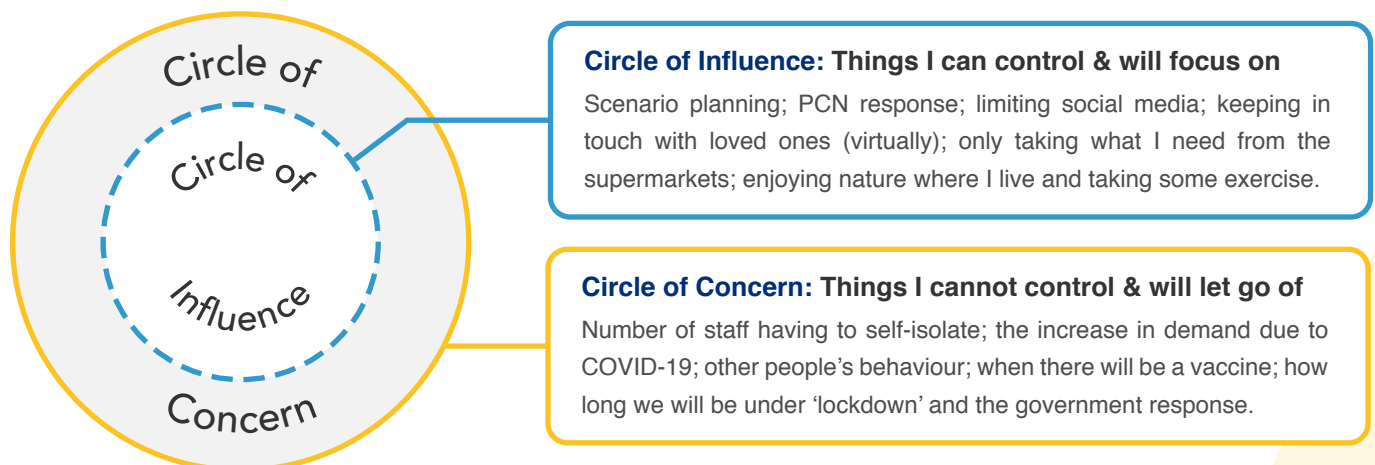 Circle of
Circle of
Influence
Concern
Circle of Influence: Things I can control & will focus on
Scenario planning; PCN response; limiting social media; keeping in
touch with loved ones (virtually); only taking what I need from the
supermarkets; enjoying nature where I live and taking some exercise.
Circle of Concern: Things I cannot control & will let go of
Number of staff having to self-isolate; the increase in demand due to
COVID-19; other people’s behaviour; when there will be a vaccine; how
long we will be under ‘lockdown’ and the government response.